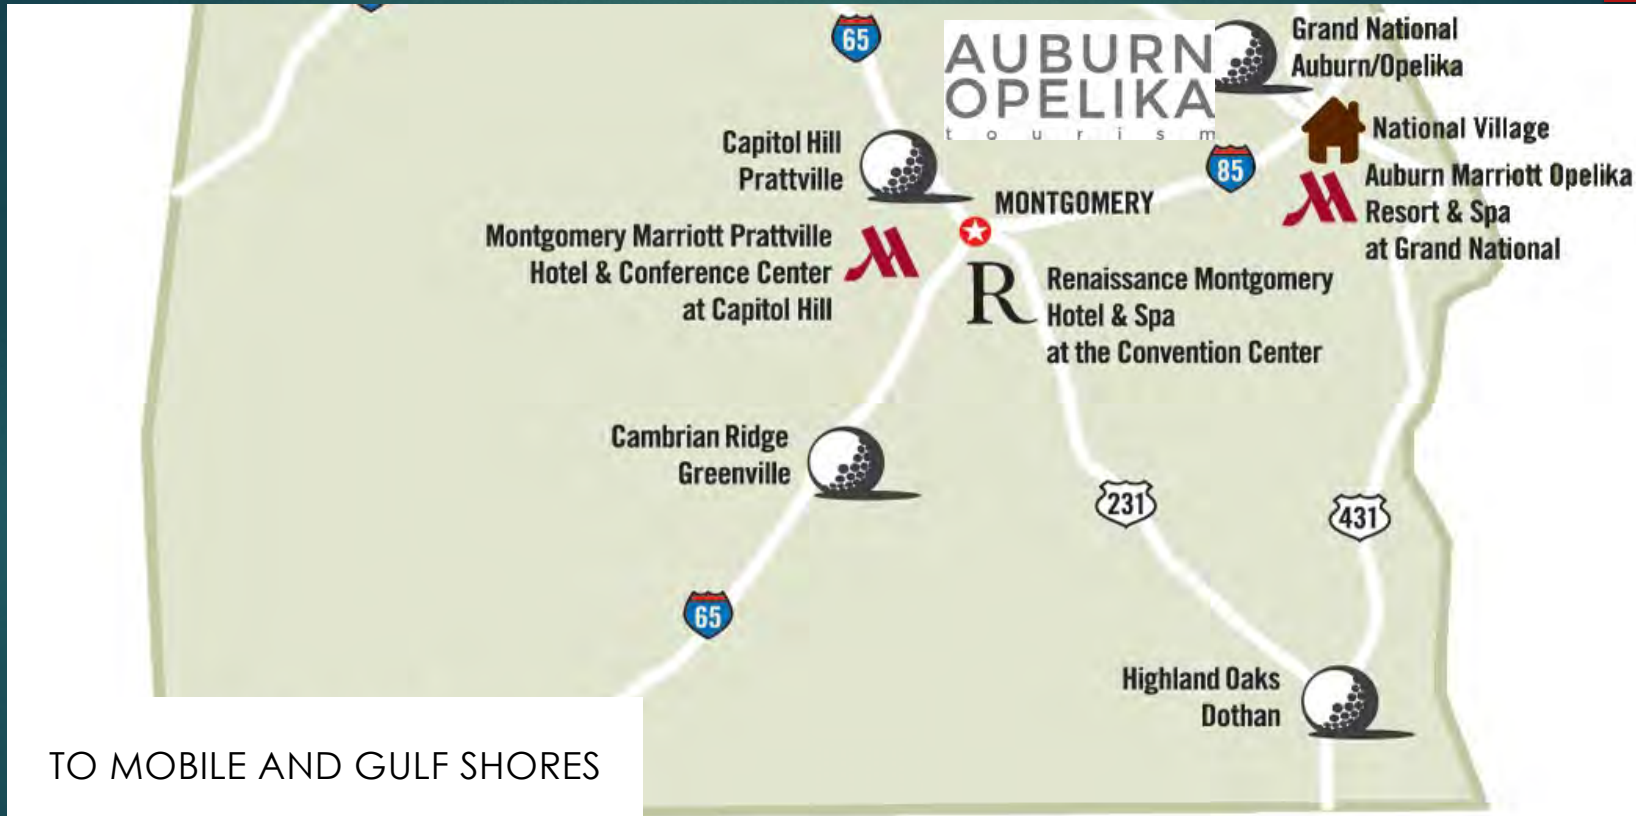 65
AUBURN
OPELIKA
tourism
Grand National
Auburn/Opelika
National Village
Capitol Hill
Prattville
85
Auburn Marriott Opelika
Resort & Spa
at Grand National
MONTGOMERY
Montgomery Marriott Prattville
Hotel & Conference Center
at Capitol Hill
R
Renaissance Montgomery
Hotel & Spa
at the Convention Center
Cambrian Ridge
Greenville
231
431
65
Highland Oaks
Dothan
TO MOBILE AND GULF SHORES